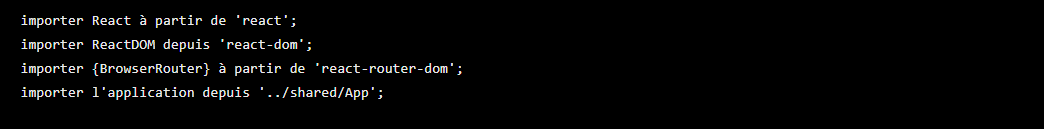 importer React à partir de 'react';
importer ReactDOM depuis 'react-dom';
importer {BrowserRouter} à partir de 'react-router-dom';
importer l'application depuis '../shared/App';